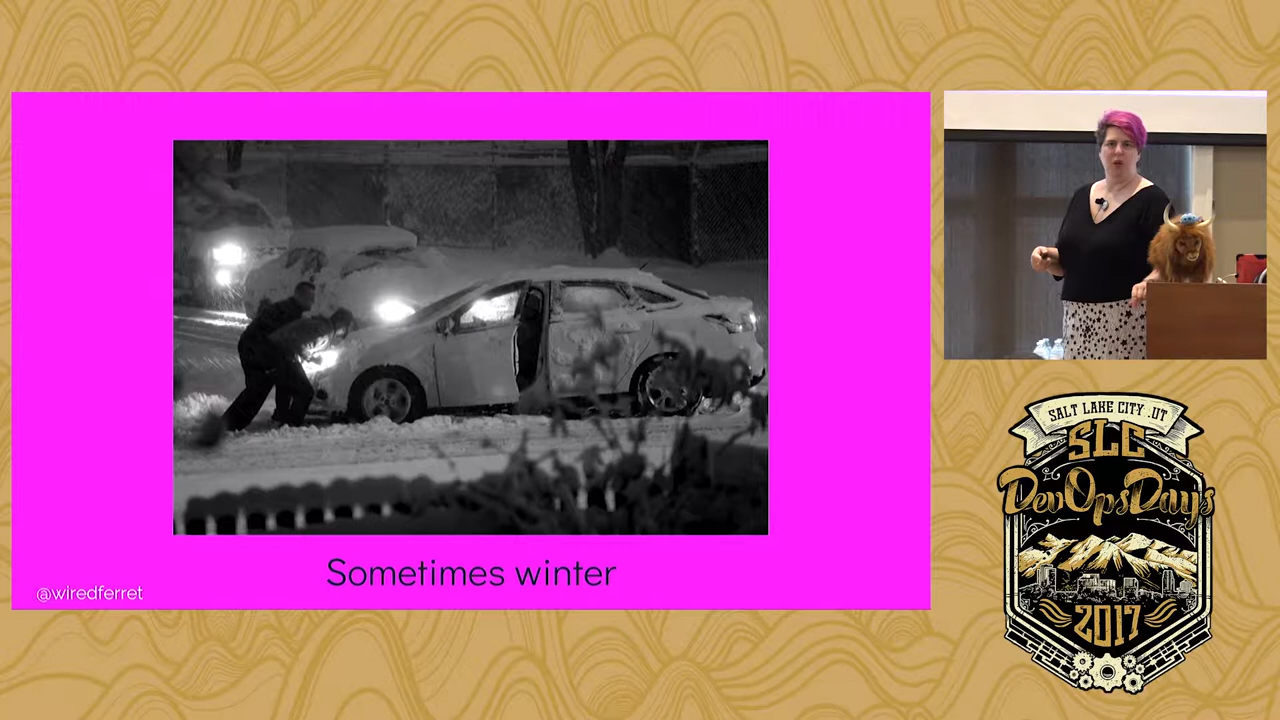 Sometimes winter
@wiredferret
SALT LAKE CITY .UT
SLC
DevOpsDays
2017